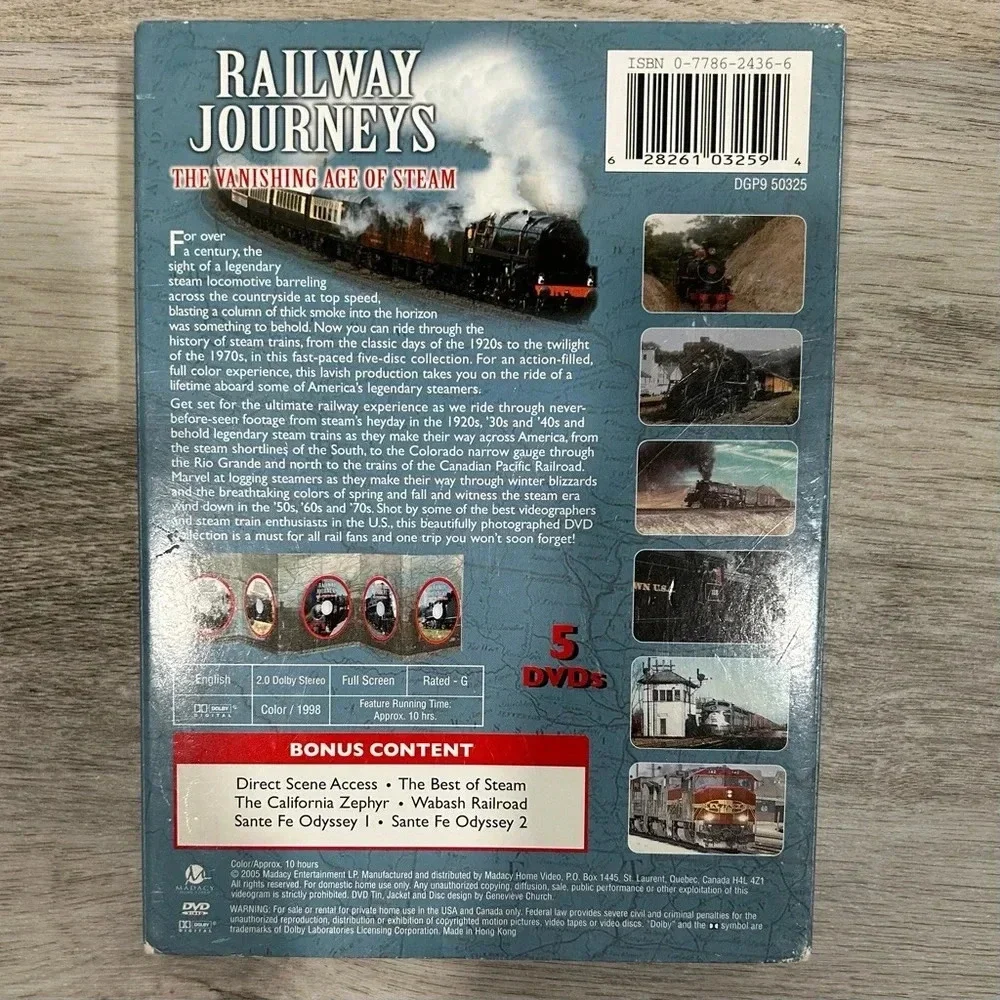 RAILWAY
JOURNEYS
THE VANISHING AGE OF STEAM
ISBN 0-7786-2436-6
6 28261 03259 4
DGP9 50325
For over
a century, the
sight of a legendary
steam locomotive barreling
across the countryside at top speed,
blasting a column of thick smoke into the horizon
was something to behold. Now you can ride through the
history of steam trains, from the classic days of the 1920s to the twilight
of the 1970s, in this fast-paced five-disc collection. For an action-filled,
full color experience, this lavish production takes you on the ride of a
lifetime aboard some of America's legendary steamers.
Get set for the ultimate railway experience as we ride through never-
before-seen footage from steam's heyday in the 1920s, '30s and '40s and
behold legendary steam trains as they make their way across America, from
the steam shortlines of the South, to the Colorado narrow gauge through
the Rio Grande and north to the trains of the Canadian Pacific Railroad.
Marvel at logging steamers as they make their way through winter blizzards
and the breathtaking colors of spring and fall and witness the steam era
wind down in the '50s, '60s and '70s. Shot by some of the best videographers
and steam train enthusiasts in the U.S., this beautifully photographed DVD
collection is a must for all rail fans and one trip you won't soon forget!
RAILWAY
JOURNEYS
WN U.S.
5
DVDs
English
2.0 Dolby Stereo
Full Screen
Rated - G
DOLBY
DIGITAL
Color / 1998
Feature Running Time:
Approx. 10 hrs.
BONUS CONTENT
Direct Scene Access • The Best of Steam
The California Zephyr • Wabash Railroad
Sante Fe Odyssey 1 • Sante Fe Odyssey 2
Color/Approx. 10 hours
© 2005 Madacy Entertainment LP. Manufactured and distributed by Madacy Home Video, P.O. Box 1445, St. Laurent, Quebec, Canada H4L 4Z1
All rights reserved. For domestic home use only. Any unauthorized copying, diffusion, sale, public performance or other exploitation of this
videogram is strictly prohibited. DVD Tin, Jacket and Disc design by Genevieve Church.
MADACY
DVD
VIDEO
DOLBY
DIGITAL
WARNING: For sale or rental for private home use in the USA and Canada only. Federal law provides severe civil and criminal penalties for the
unauthorized reproduction, distribution or exhibition of copyrighted motion pictures, video tapes or video discs. "Dolby" and the symbol are
trademarks of Dolby Laboratories Licensing Corporation. Made in Hong Kong